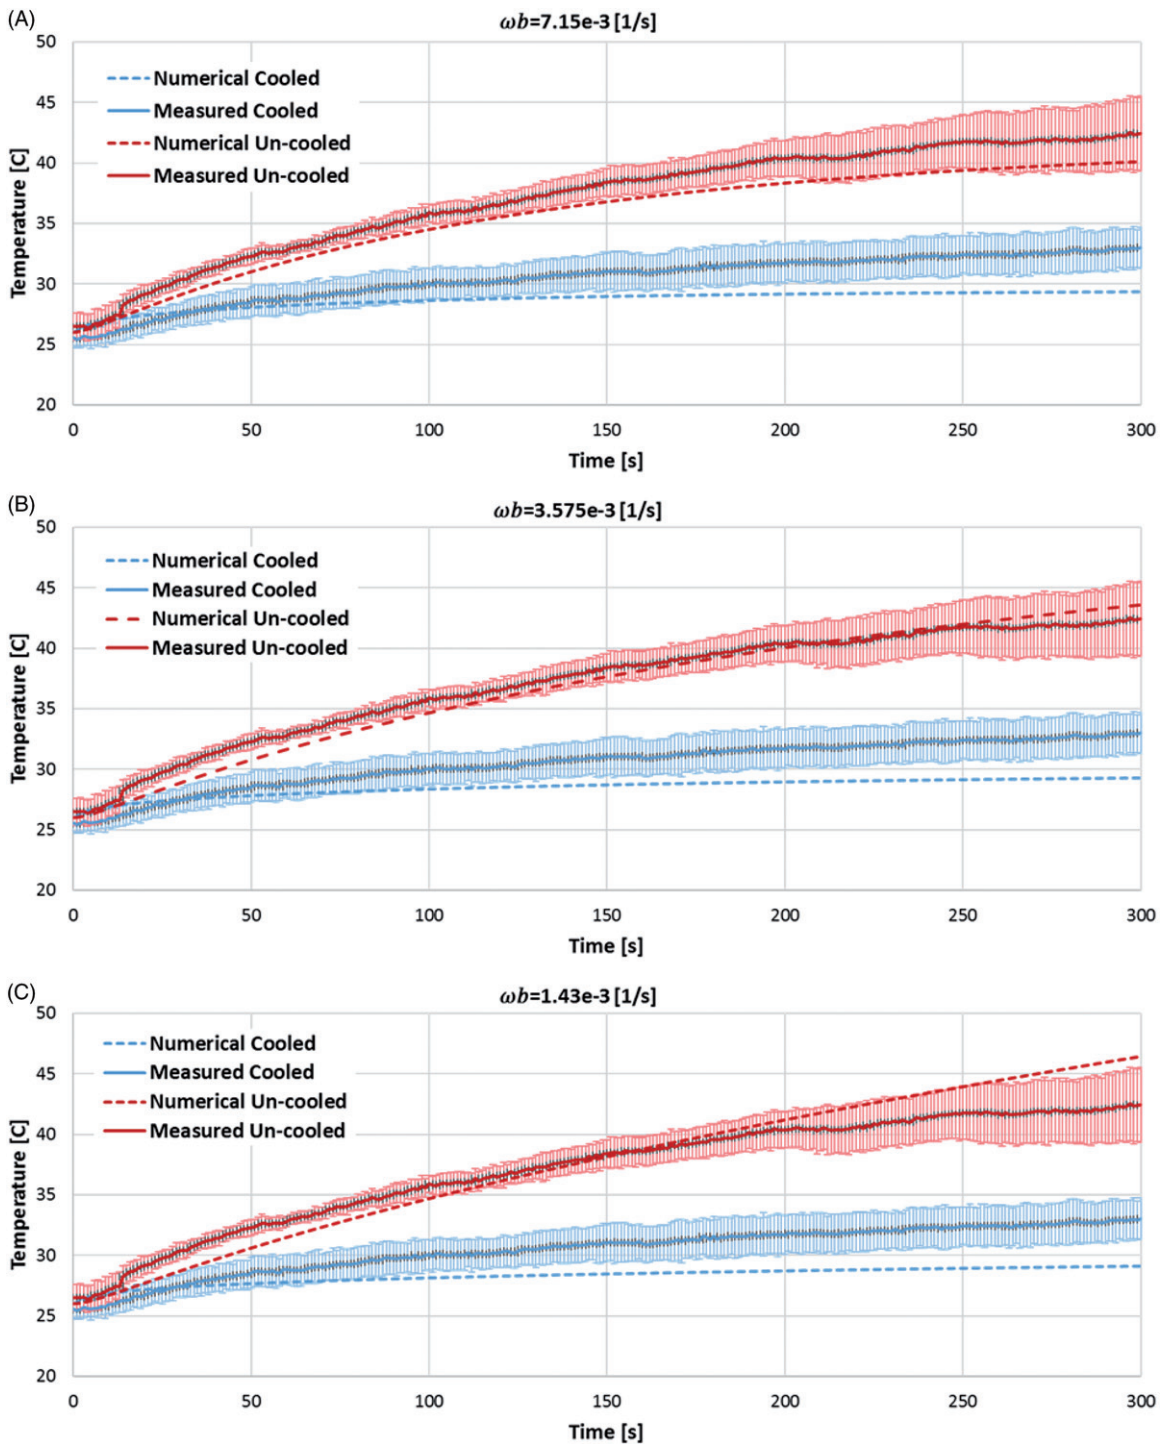 (A)
ωb=7.15e-3 [1/s]
50
45
40
35
30
25
20
Temperature [C]
Numerical Cooled
Measured Cooled
Numerical Un-cooled
Measured Un-cooled
0 50 100 150 200 250 300
Time [s]
(B)
ωb=3.575e-3 [1/s]
50
45
40
35
30
25
20
Temperature [C]
Numerical Cooled
Measured Cooled
Numerical Un-cooled
Measured Un-cooled
0 50 100 150 200 250 300
Time [s]
(C)
ωb=1.43e-3 [1/s]
50
45
40
35
30
25
20
Temperature [C]
Numerical Cooled
Measured Cooled
Numerical Un-cooled
Measured Un-cooled
0 50 100 150 200 250 300
Time [s]